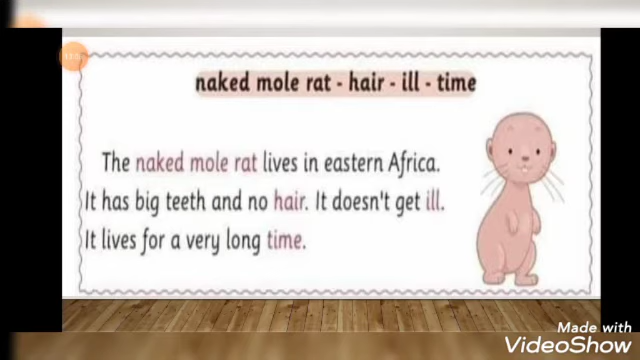 naked mole rat - hair - ill - time
The naked mole rat lives in eastern Africa.
It has big teeth and no hair. It doesn't get ill.
It lives for a very long time.
Made with
VideoShow